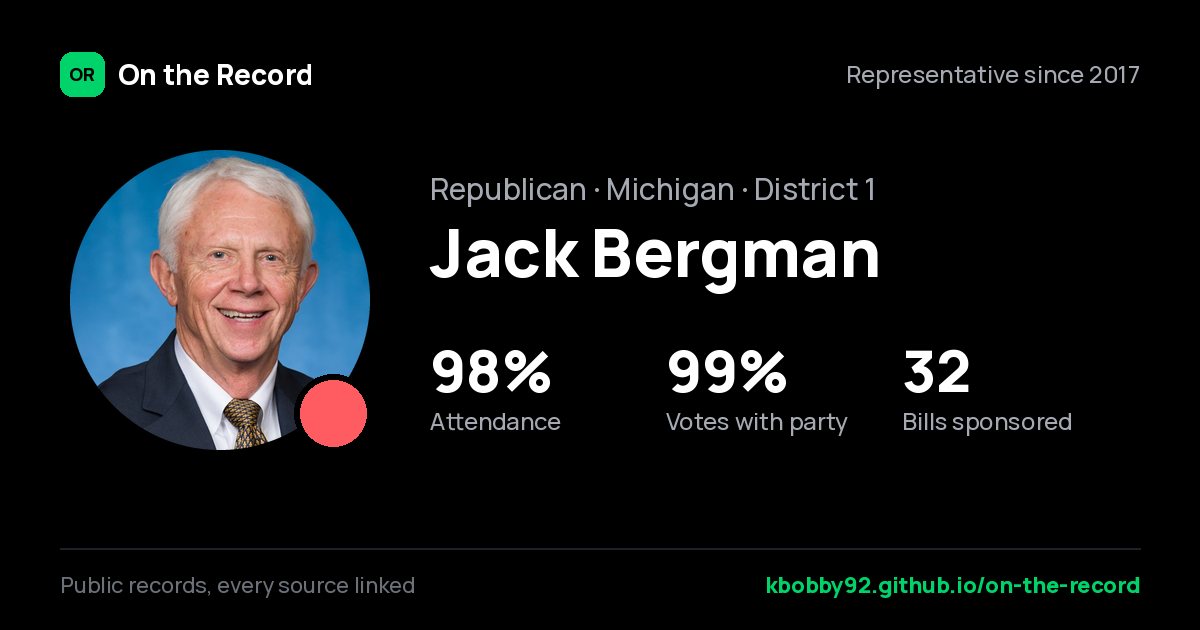 OR On the Record
Representative since 2017
Republican · Michigan · District 1
Jack Bergman
98% 99% 32
Attendance Votes with party Bills sponsored
Public records, every source linked
kbobby92.github.io/on-the-record